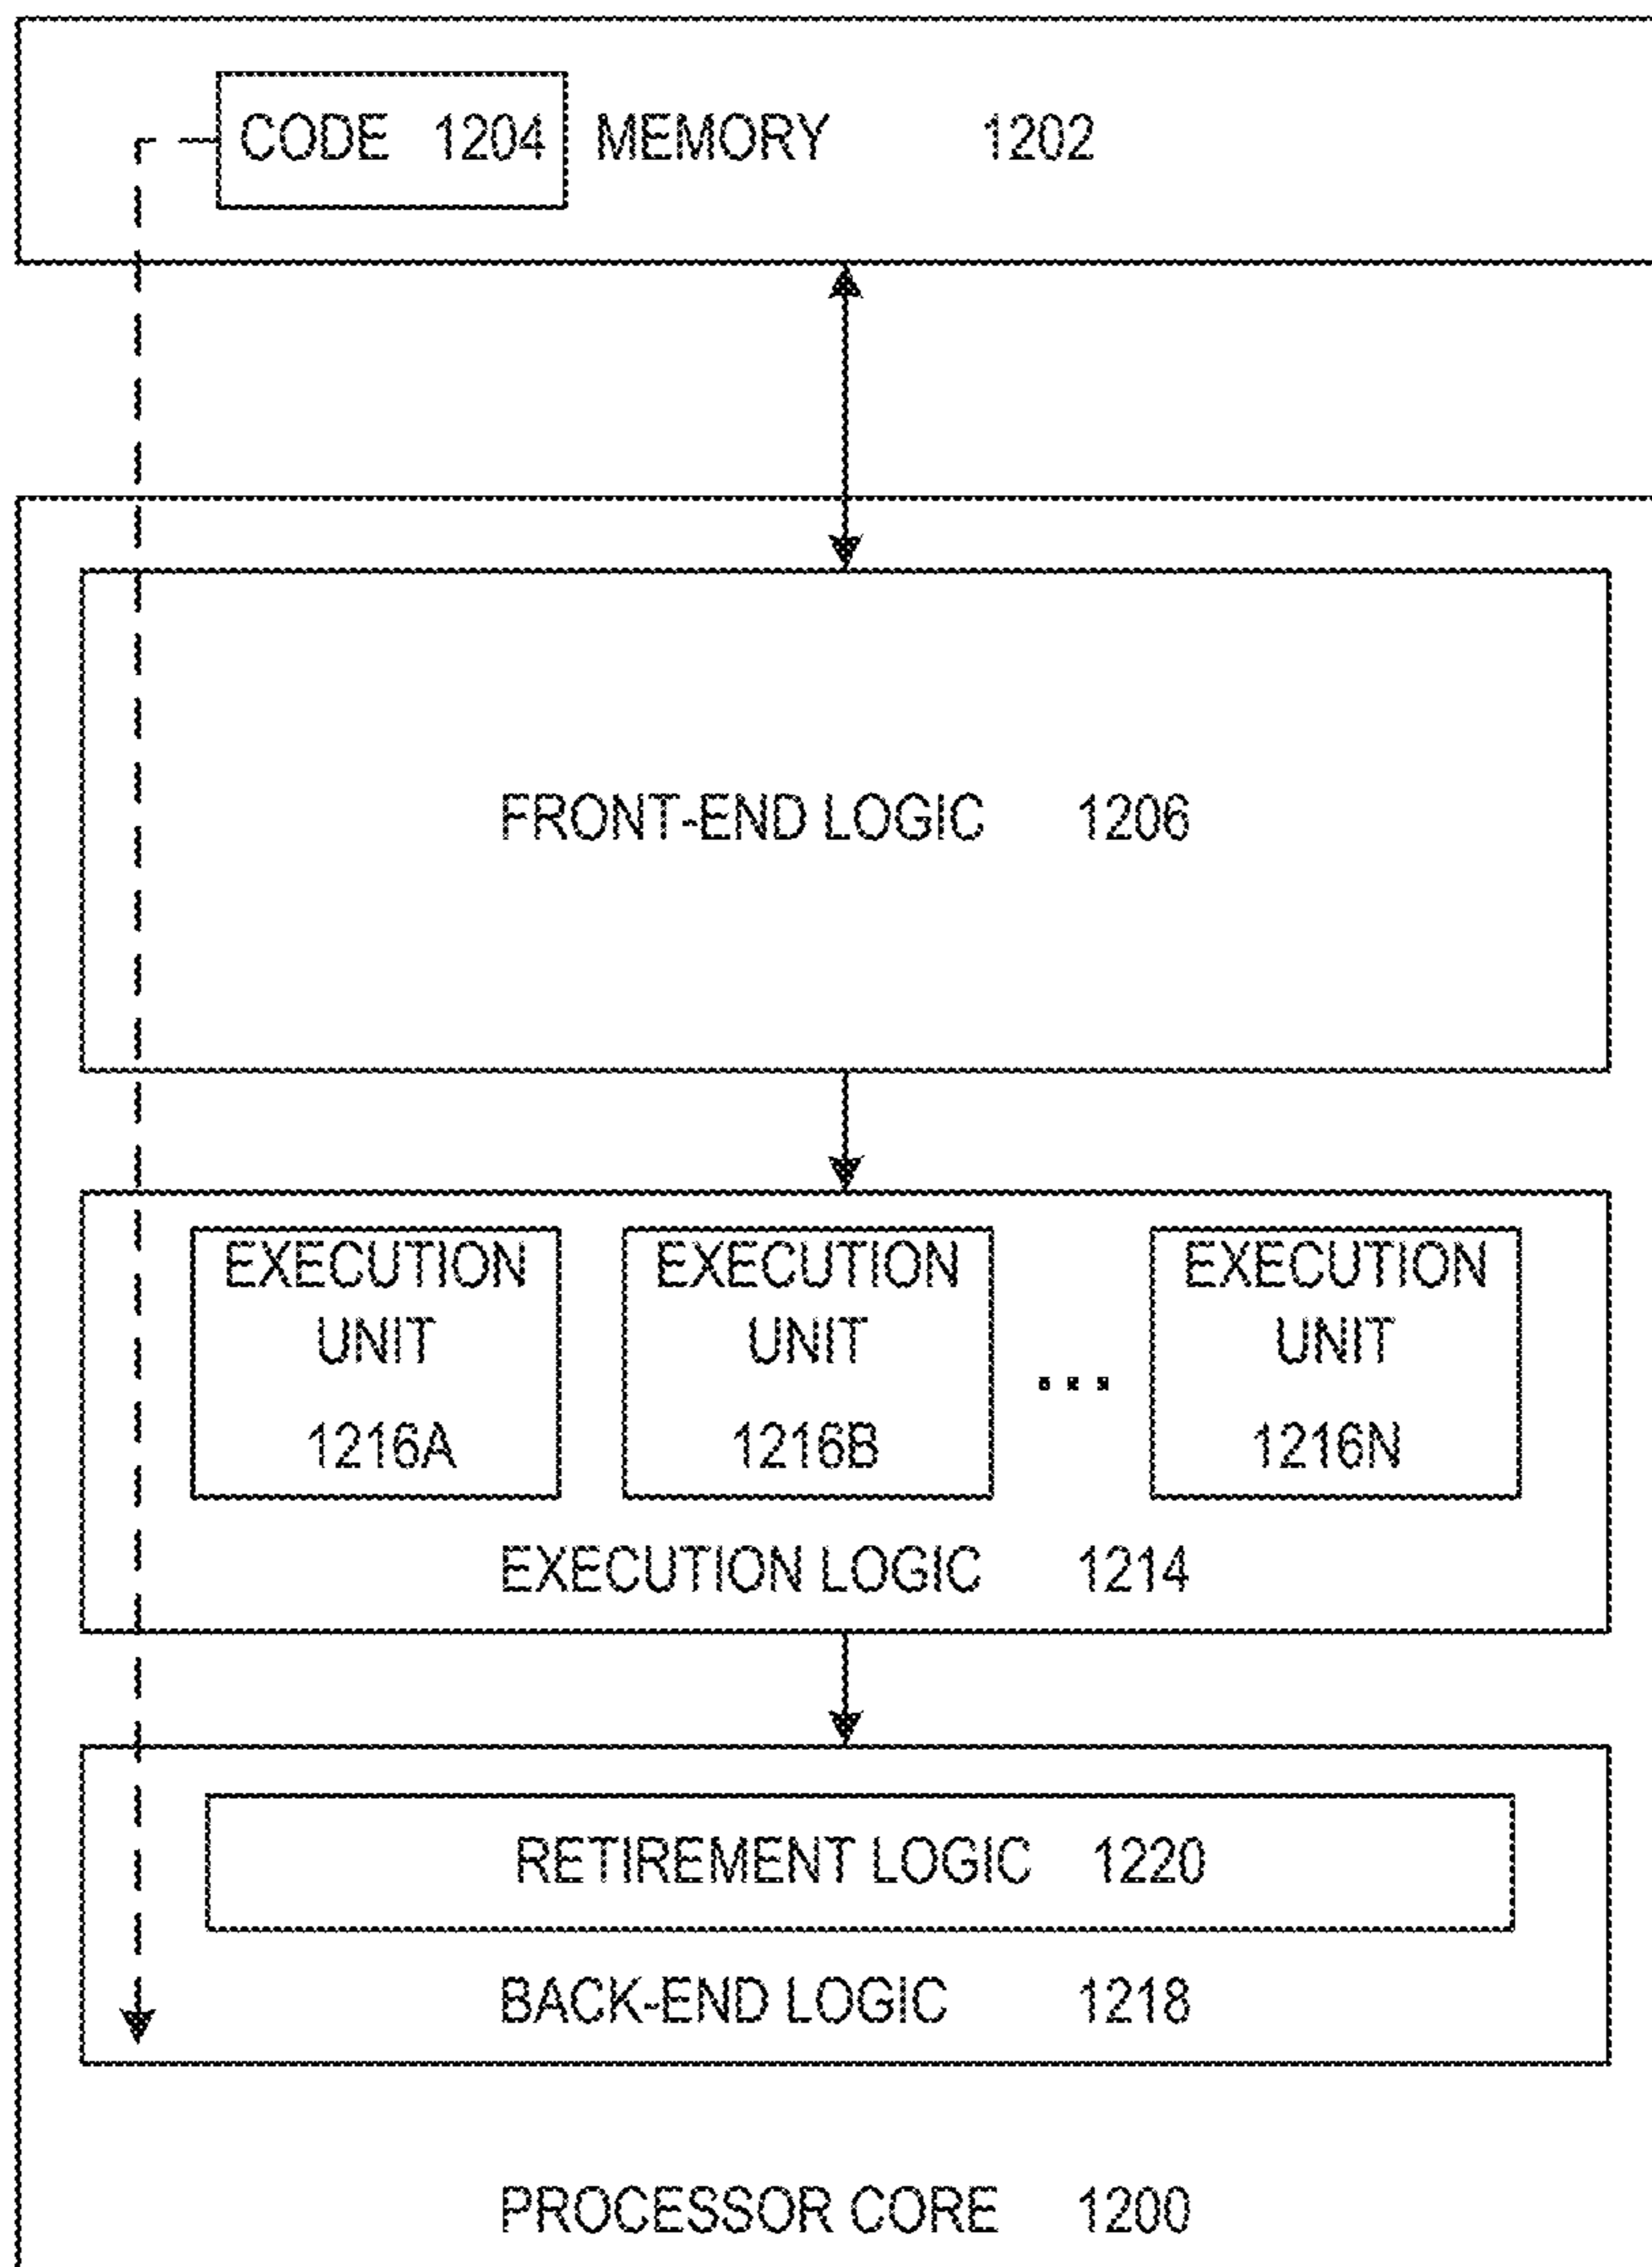 CODE 1204 MEMORY 1202
FRONT-END LOGIC 1206
EXECUTION UNIT 1216A
EXECUTION UNIT 1216B
...
EXECUTION UNIT 1216N
EXECUTION LOGIC 1214
RETIREMENT LOGIC 1220
BACK-END LOGIC 1218
PROCESSOR CORE 1200